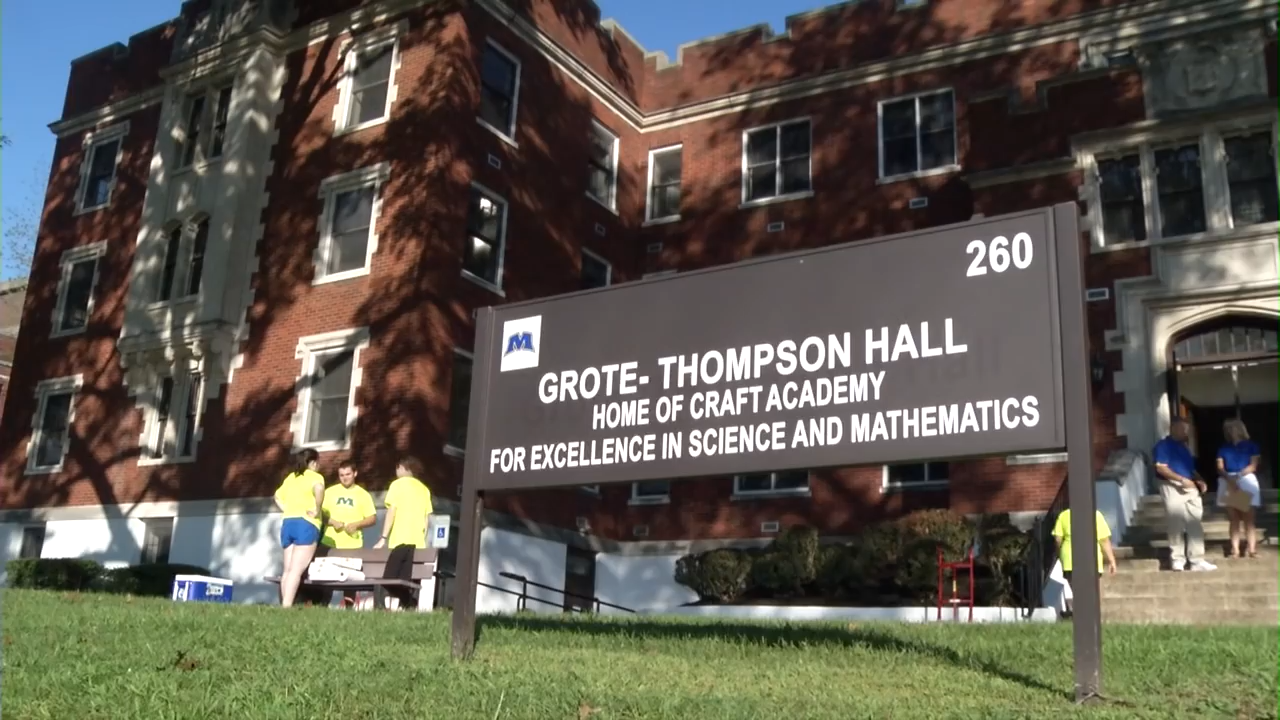 260
M
GROTE- THOMPSON HALL
HOME OF CRAFT ACADEMY
FOR EXCELLENCE IN SCIENCE AND MATHEMATICS
M